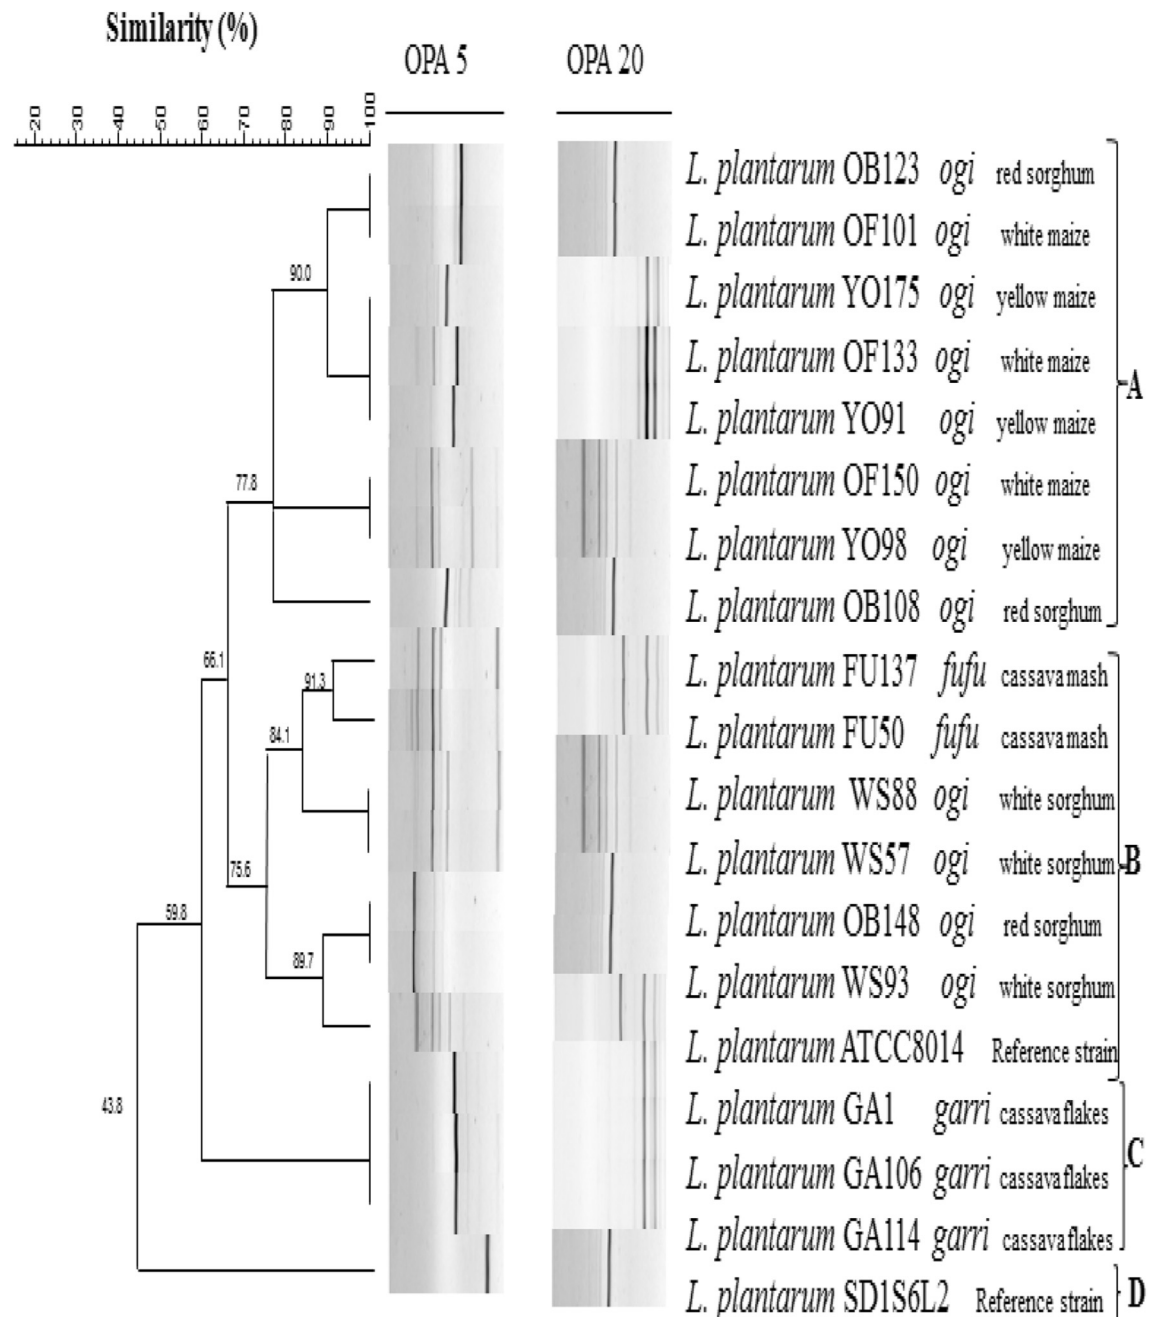 Similarity (%)
OPA 5
OPA 20
20 30 40 50 60 70 80 90 100
L. plantarum OB123 ogi red sorghum
L. plantarum OF101 ogi white maize
90.0
L. plantarum YO175 ogi yellow maize
L. plantarum OF133 ogi white maize
A
L. plantarum YO91 ogi yellow maize
77.8
L. plantarum OF150 ogi white maize
L. plantarum YO98 ogi yellow maize
L. plantarum OB108 ogi red sorghum
66.1
91.3
L. plantarum FU137 fufu cassava mash
84.1
L. plantarum FU50 fufu cassava mash
L. plantarum WS88 ogi white sorghum
75.6
L. plantarum WS57 ogi white sorghum
B
59.8
L. plantarum OB148 ogi red sorghum
89.7
L. plantarum WS93 ogi white sorghum
L. plantarum ATCC8014 Reference strain
43.8
L. plantarum GA1 garri cassava flakes
C
L. plantarum GA106 garri cassava flakes
L. plantarum GA114 garri cassava flakes
L. plantarum SD1S6L2 Reference strain
D